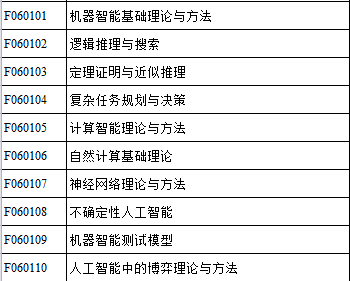 F060101 机器智能基础理论与方法
F060102 逻辑推理与搜索
F060103 定理证明与近似推理
F060104 复杂任务规划与决策
F060105 计算智能理论与方法
F060106 自然计算基础理论
F060107 神经网络理论与方法
F060108 不确定性人工智能
F060109 机器智能测试模型
F060110 人工智能中的博弈理论与方法